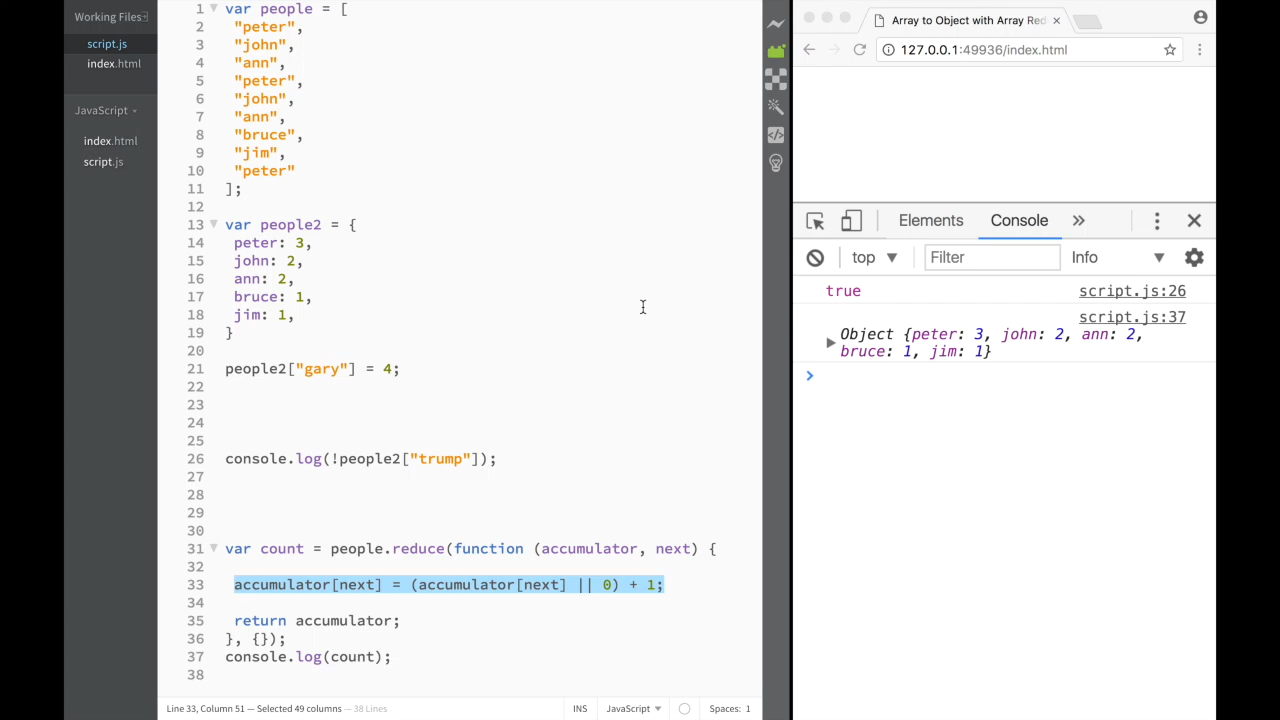 Working Files
script.js
index.html
JavaScript
index.html
script.js
1 var people = [
2 "peter",
3 "john",
4 "ann",
5 "peter",
6 "john",
7 "ann",
8 "bruce",
9 "jim",
10 "peter"
11 ];
12
13 var people2 = {
14 peter: 3,
15 john: 2,
16 ann: 2,
17 bruce: 1,
18 jim: 1,
19 }
20
21 people2["gary"] = 4;
22
23
24
25
26 console.log(!people2["trump"]);
27
28
29
30
31 var count = people.reduce(function (accumulator, next) {
32
33 accumulator[next] = (accumulator[next] || 0) + 1;
34
35 return accumulator;
36 }, {});
37 console.log(count);
38
Line 33, Column 51 — Selected 49 columns — 38 Lines
INS JavaScript Spaces: 1
Array to Object with Array Red
127.0.0.1:49936/index.html
Elements Console
top Filter Info
true script.js:26
script.js:37
Object {peter: 3, john: 2, ann: 2,
bruce: 1, jim: 1}